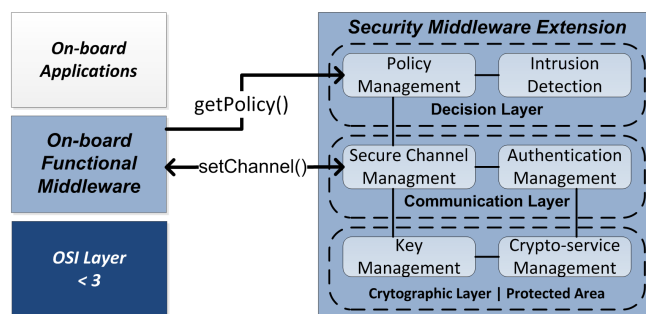 On-board
Applications
getPolicy()
On-board
Functional
Middleware
setChannel()
OSI Layer
< 3
Security Middleware Extension
Policy
Management
Intrusion
Detection
Decision Layer
Secure Channel
Managment
Authentication
Management
Communication Layer
Key
Management
Crypto-service
Management
Crytographic Layer | Protected Area